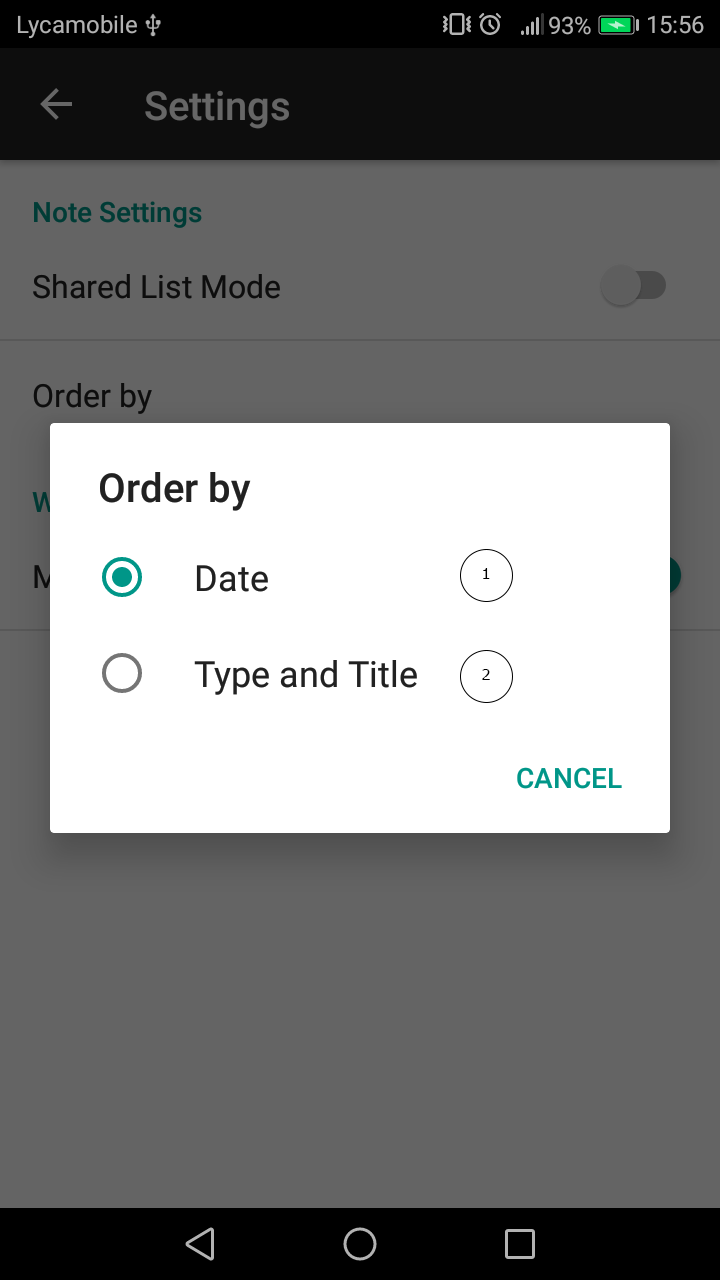 Lycamobile 93% 15:56
Settings
Note Settings
Shared List Mode
Order by
Order by
Date 1
Type and Title 2
CANCEL